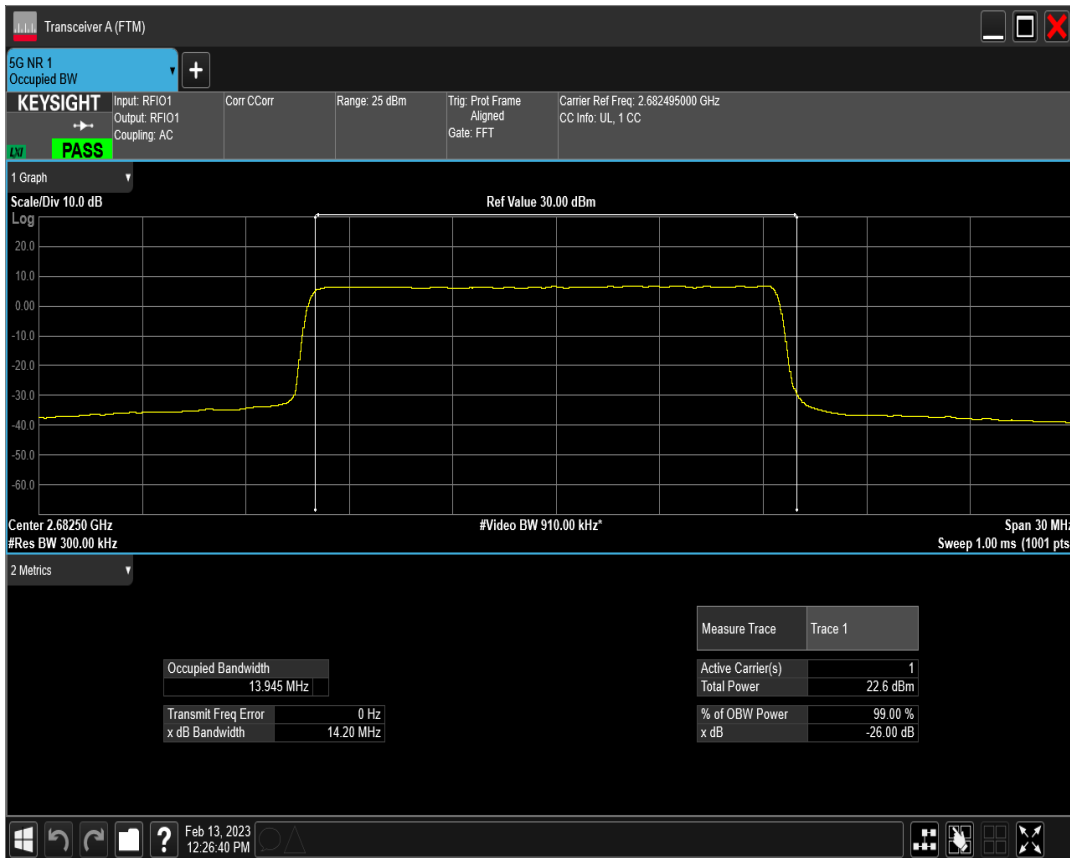 Transceiver A (FTM)
5G NR 1
Occupied BW
+
KEYSIGHT
LXI
PASS
Input: RFIO1
Output: RFIO1
Coupling: AC
Corr CCorr
Range: 25 dBm
Trig: Prot Frame
Aligned
Gate: FFT
Carrier Ref Freq: 2.682495000 GHz
CC Info: UL, 1 CC
1 Graph
Scale/Div 10.0 dB
Ref Value 30.00 dBm
Log
20.0
10.0
0.00
-10.0
-20.0
-30.0
-40.0
-50.0
-60.0
Center 2.68250 GHz
#Video BW 910.00 kHz*
Span 30 MHz
#Res BW 300.00 kHz
Sweep 1.00 ms (1001 pts
2 Metrics
Measure Trace Trace 1
Occupied Bandwidth
13.945 MHz
Active Carrier(s) 1
Total Power 22.6 dBm
Transmit Freq Error 0 Hz
x dB Bandwidth 14.20 MHz
% of OBW Power 99.00 %
x dB -26.00 dB
?
Feb 13, 2023
12:26:40 PM